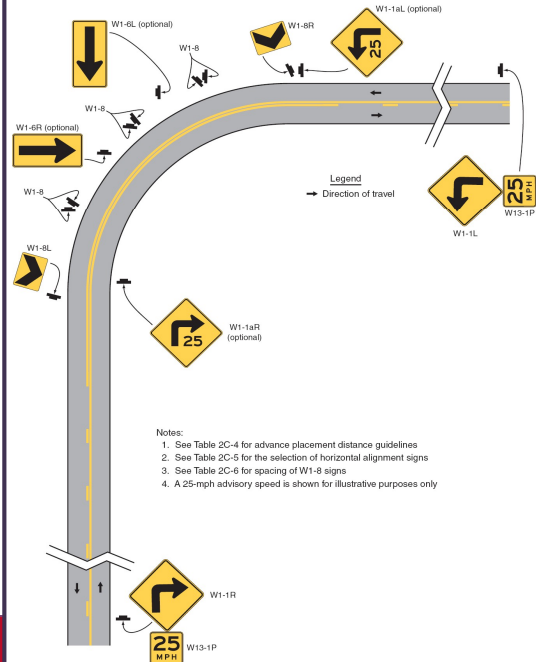 W1-6L (optional)
W1-8
W1-8R
W1-1aL (optional)
25
W1-8
W1-6R (optional)
W1-8
W1-8L
Legend
Direction of travel
25
MPH
W13-1P
W1-1L
25
W1-1aR
(optional)
Notes:
1. See Table 2C-4 for advance placement distance guidelines
2. See Table 2C-5 for the selection of horizontal alignment signs
3. See Table 2C-6 for spacing of W1-8 signs
4. A 25-mph advisory speed is shown for illustrative purposes only
W1-1R
25
MPH
W13-1P